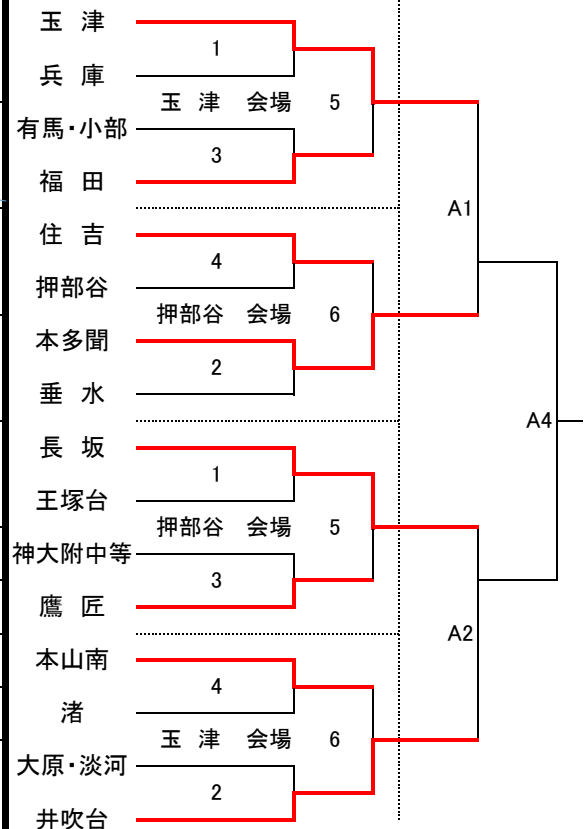 玉 津
1
兵 庫
玉 津 会場 5
有馬・小部
3
福 田
A1
住 吉
4
押部谷
押部谷 会場 6
本多聞
2
垂 水
A4
長 坂
1
王塚台
押部谷 会場 5
神大附中等
3
鷹 匠
A2
本山南
4
渚
玉 津 会場 6
大原・淡河
2
井吹台